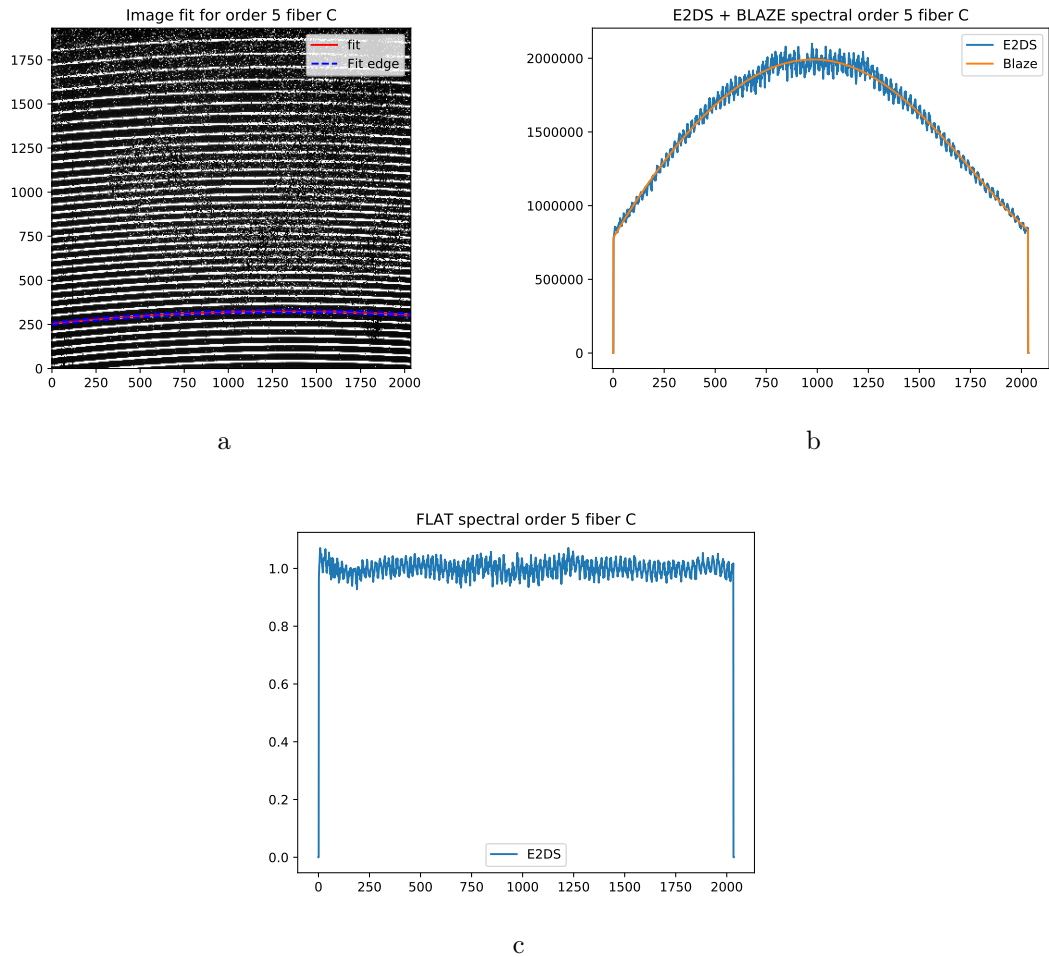 Image fit for order 5 fiber C
fit
Fit edge
1750
1500
1250
1000
750
500
250
0
0 250 500 750 1000 1250 1500 1750 2000
a
E2DS + BLAZE spectral order 5 fiber C
E2DS
Blaze
2000000
1500000
1000000
500000
0
0 250 500 750 1000 1250 1500 1750 2000
b
FLAT spectral order 5 fiber C
1.0
0.8
0.6
0.4
0.2
0.0
E2DS
0 250 500 750 1000 1250 1500 1750 2000
c